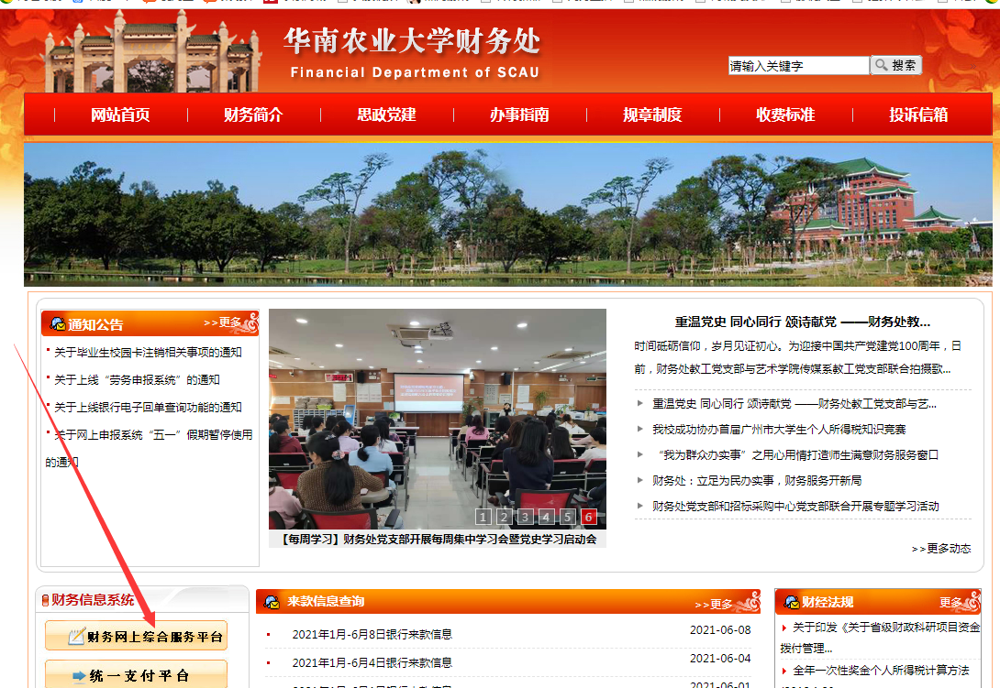 华南农业大学财务处
Financial Department of SCAU
请输入关键字 搜索
网站首页 财务简介 思政党建 办事指南 规章制度 收费标准 投诉信箱
通知公告 >>更多
关于毕业生校园卡注销相关事项的通知
关于上线“劳务申报系统”的通知
关于上线银行电子回单查询功能的通知
关于网上申报系统“五一”假期暂停使用
的通知
1 2 3 4 5 6
【每周学习】财务处党支部开展每周集中学习会暨党史学习启动会
重温党史 同心同行 颂诗献党 ——财务处教...
时间砥砺信仰，岁月见证初心。为迎接中国共产党建党100周年，日
前，财务处教工党支部与艺术学院传媒系教工党支部联合拍摄歌...
重温党史 同心同行 颂诗献党 ——财务处教工党支部与艺...
我校成功协办首届广州市大学生个人所得税知识竞赛
“我为群众办实事”之用心用情打造师生满意财务服务窗口
财务处：立足为民办实事，财务服务开新局
财务处党支部和招标采购中心党支部联合开展专题学习活动
>>更多动态
财务信息系统
财务网上综合服务平台
统一支付平台
来款信息查询 >>更多
2021年1月-6月8日银行来款信息 2021-06-08
2021年1月-6月4日银行来款信息 2021-06-04
2021-06-01
财经法规 更多
关于印发《关于省级财政科研项目资金
拨付管理...
全年一次性奖金个人所得税计算方法